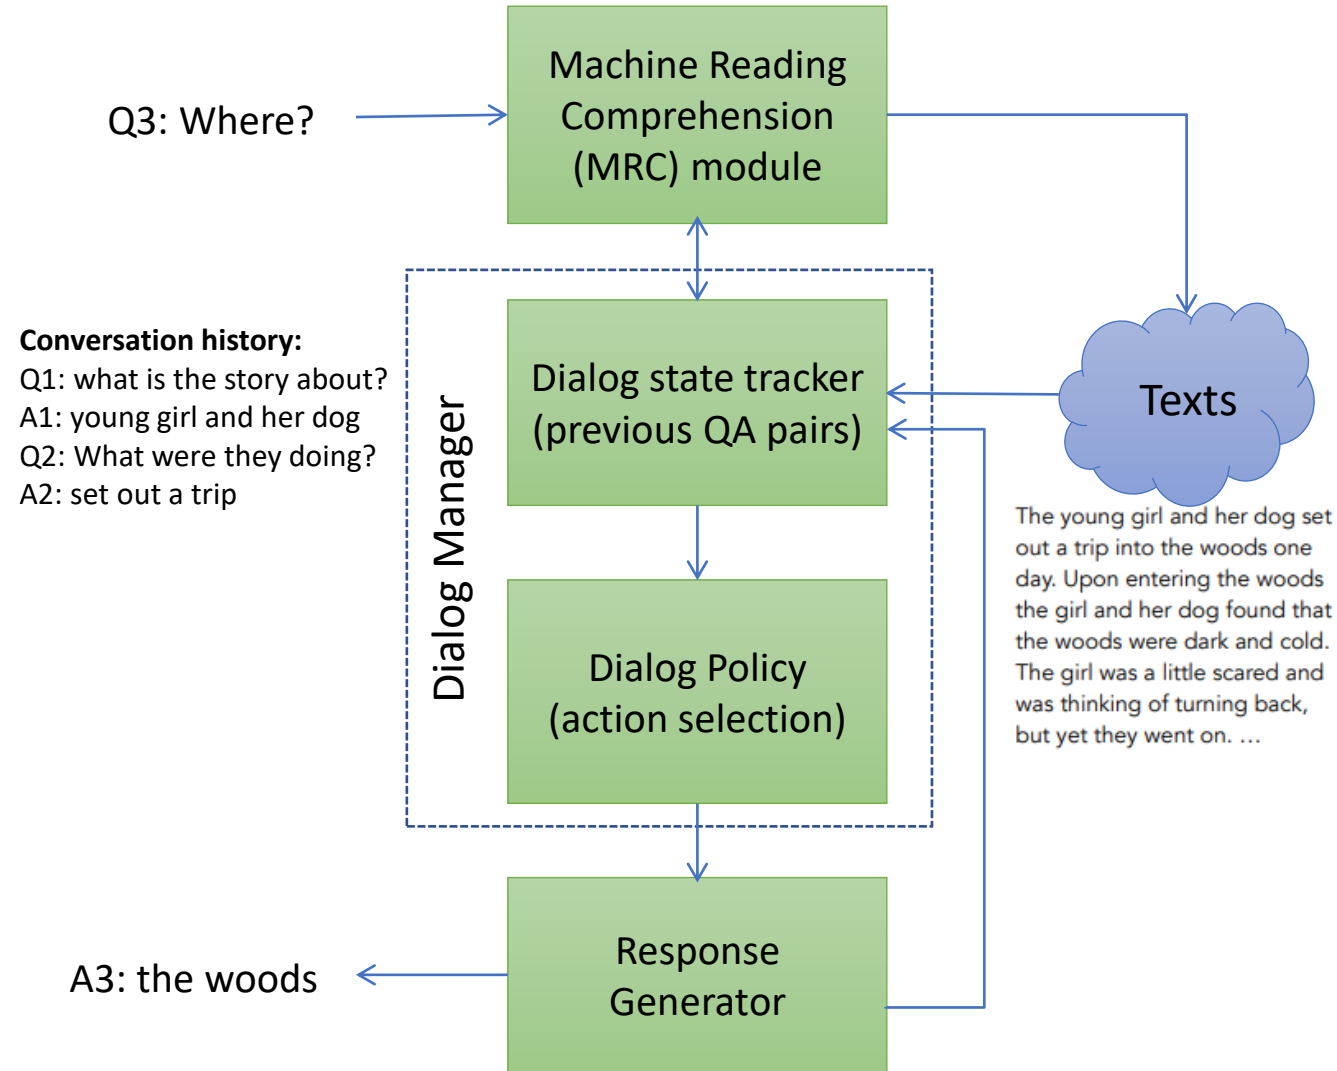 Machine Reading
Comprehension
(MRC) module
Q3: Where?
Conversation history:
Q1: what is the story about?
A1: young girl and her dog
Q2: What were they doing?
A2: set out a trip
Dialog Manager
Dialog state tracker
(previous QA pairs)
Texts
The young girl and her dog set
out a trip into the woods one
day. Upon entering the woods
the girl and her dog found that
the woods were dark and cold.
The girl was a little scared and
was thinking of turning back,
but yet they went on. ...
Dialog Policy
(action selection)
Response
Generator
A3: the woods